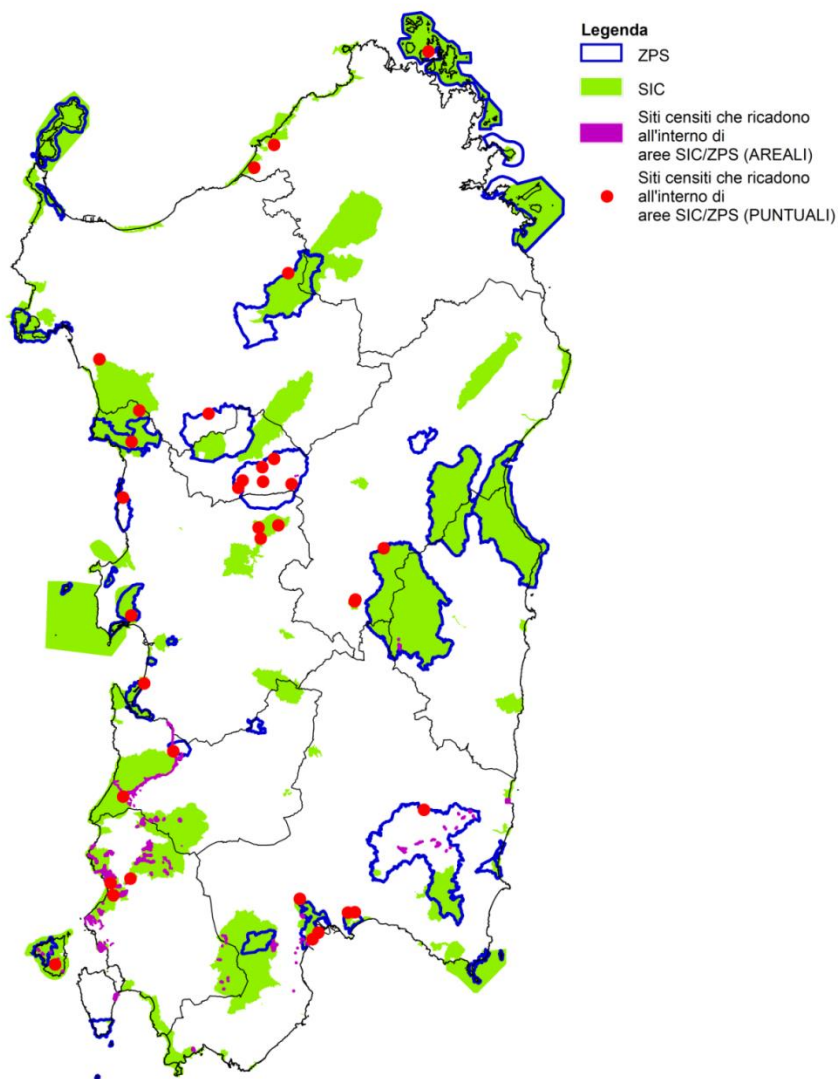 Legenda
ZPS
SIC
Siti censiti che ricadono
all'interno di
aree SIC/ZPS (AREALI)
Siti censiti che ricadono
all'interno di
aree SIC/ZPS (PUNTUALI)